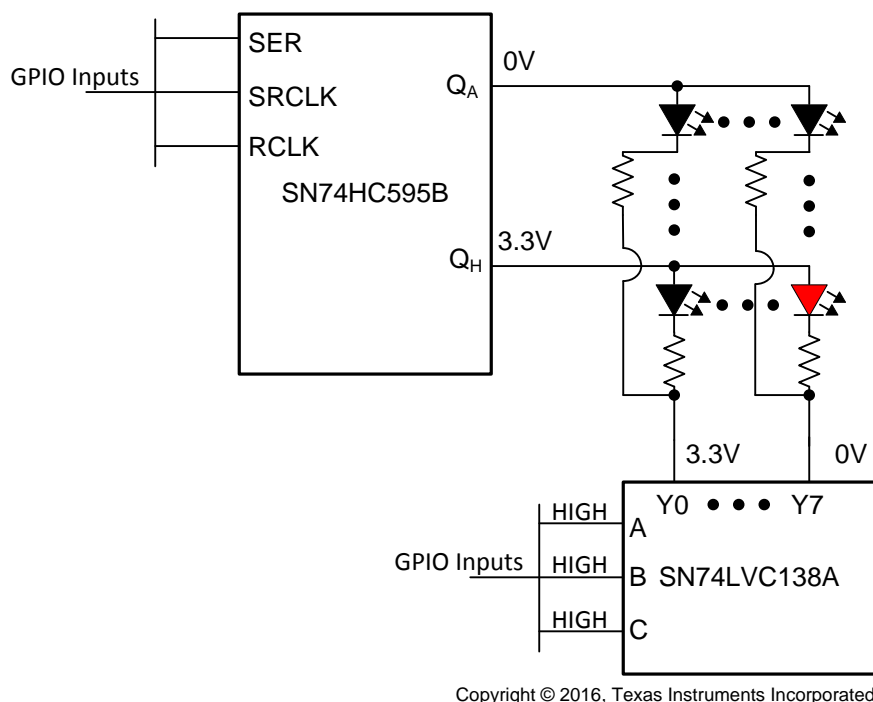 SER
GPIO Inputs
SRCLK
RCLK
SN74HC595B
QA
0V
QH
3.3V
3.3V
0V
Y0
Y7
HIGH
A
GPIO Inputs
HIGH
B
SN74LVC138A
HIGH
C
Copyright © 2016, Texas Instruments Incorporated